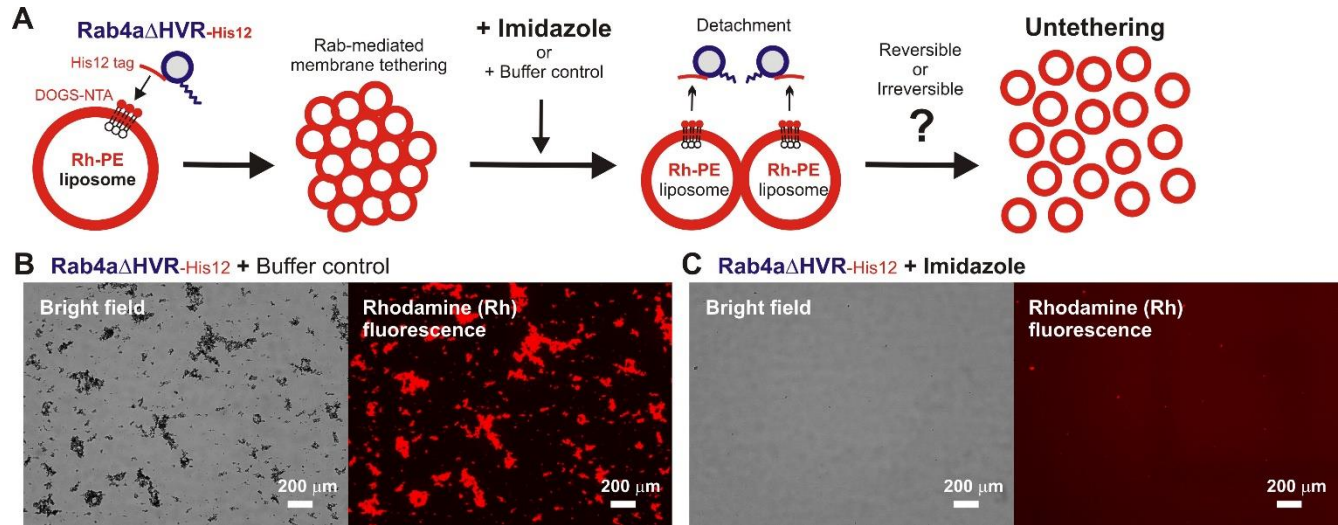 A
Rab4aΔHVR-His12
His12 tag
DOGS-NTA
Rh-PE
liposome
Rab-mediated
membrane tethering
+ Imidazole
or
+ Buffer control
Detachment
Rh-PE
liposome
Rh-PE
liposome
Reversible
or
Irreversible
?
Untethering
B Rab4aΔHVR-His12 + Buffer control
Bright field
200 μm
Rhodamine (Rh)
fluorescence
200 μm
C Rab4aΔHVR-His12 + Imidazole
Bright field
200 μm
Rhodamine (Rh)
fluorescence
200 μm